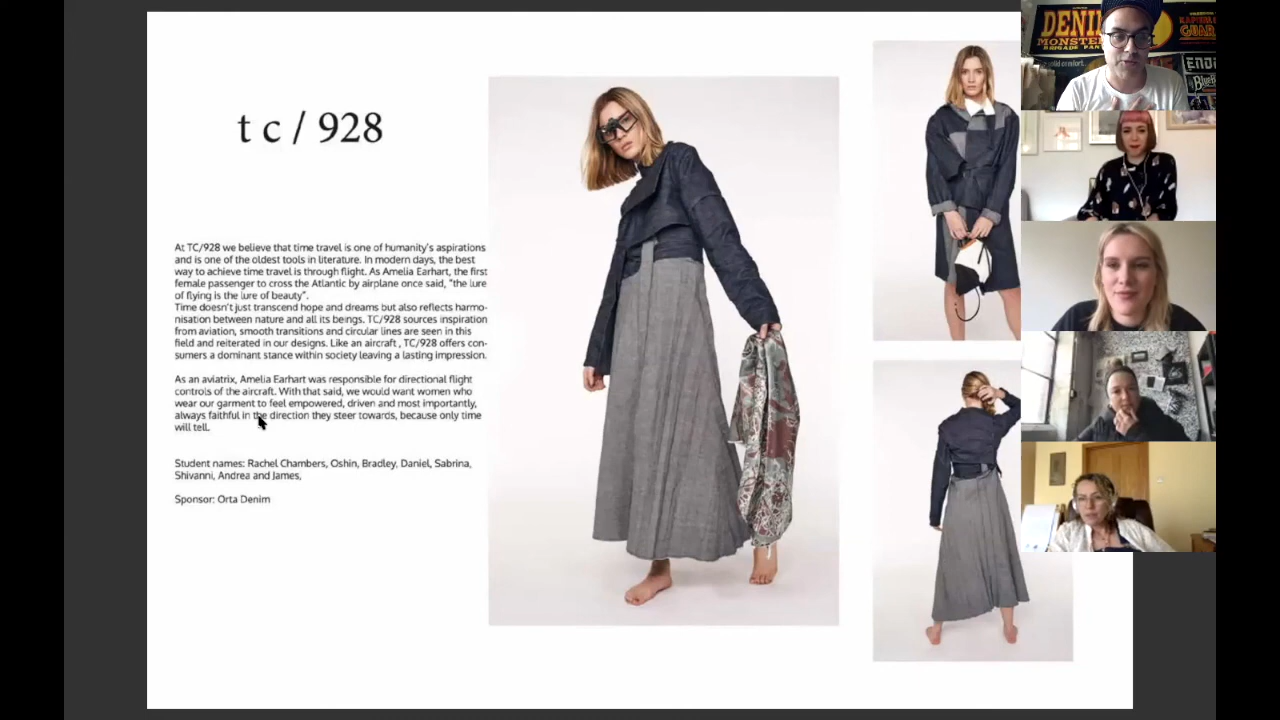 t c / 928
At TC/928 we believe that time travel is one of humanity's aspirations
and is one of the oldest tools in literature. In modern days, the best
way to achieve time travel is through flight. As Amelia Earhart, the first
female passenger to cross the Atlantic by airplane once said, "the lure
of flying is the lure of beauty".
Time doesn't just transcend hope and dreams but also reflects harmo-
nisation between nature and all its beings. TC/928 sources inspiration
from aviation, smooth transitions and circular lines are seen in this
field and reiterated in our designs. Like an aircraft , TC/928 offers con-
sumers a dominant stance within society leaving a lasting impression.
As an aviatrix, Amelia Earhart was responsible for directional flight
controls of the aircraft. With that said, we would want women who
wear our garment to feel empowered, driven and most importantly,
always faithful in the direction they steer towards, because only time
will tell.
Student names: Rachel Chambers, Oshin, Bradley, Daniel, Sabrina,
Shivanni, Andrea and James,
Sponsor: Orta Denim
DENI
MONSTE
BRIGADE PAN
solid comfort.
GUAR
ENDE